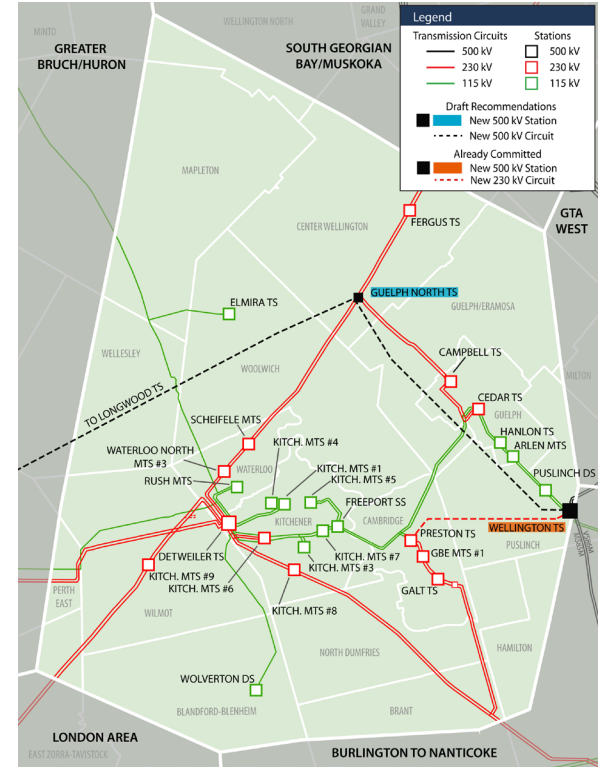 MINTO
WELLINGTON NORTH
GRAND
VALLEY
GREATER
BRUCH/HURON
SOUTH GEORGIAN
BAY/MUSKOKA
Legend
Transmission Circuits
Stations
500 kV
500 kV
230 kV
230 kV
115 kV
115 kV
Draft Recommendations
New 500 kV Station
New 500 kV Circuit
Already Committed
New 500 kV Station
New 230 kV Circuit
MAPLETON
CENTER WELLINGTON
FERGUS TS
GTA
WEST
GUELPH NORTH TS
ELMIRA TS
GUELPH/ERAMOSA
WELLESLEY
WOOLWICH
CAMPBELL TS
MILTON
TO LONGWOOD TS
CEDAR TS
GUELPH
SCHEIFELE MTS
HANLON TS
KITCH. MTS #4
ARLEN MTS
WATERLOO NORTH
MTS #3
WATERLOO
KITCH. MTS #1
PUSLINCH DS
RUSH MTS
KITCH. MTS #5
FREEPORT SS
KITCHENER
CAMBRIDGE
WELLINGTON TS
PRESTON TS
PUSLINCH
DETWEILER TS
KITCH. MTS #7
GBE MTS #1
KITCH. MTS #3
KITCH. MTS #9
KITCH. MTS #6
GALT TS
PERTH
EAST
WILMOT
KITCH. MTS #8
NORTH DUMFRIES
HAMILTON
WOLVERTON DS
BLANDFORD-BLENHEIM
BRANT
LONDON AREA
EAST ZORRA-TAVISTOCK
BURLINGTON TO NANTICOKE